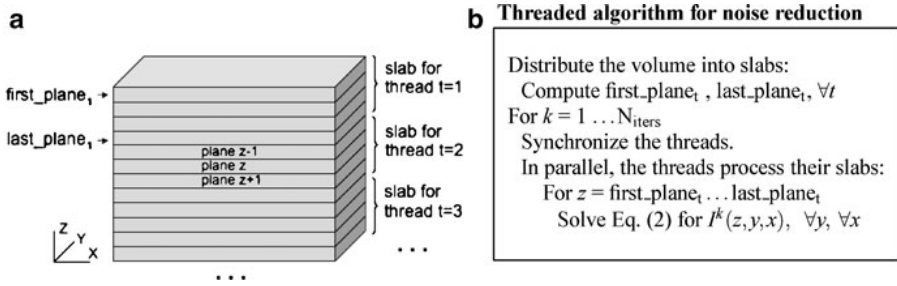 a
first_plane1
last_plane1
plane z-1
plane z
plane z+1
slab for
thread t=1
slab for
thread t=2
slab for
thread t=3
. . .
. . .
Z
Y
X
b Threaded algorithm for noise reduction
Distribute the volume into slabs:
Compute first_planet , last_planet, ∀t
For k = 1 …Niters
Synchronize the threads.
In parallel, the threads process their slabs:
For z = first_planet …last_planet
Solve Eq. (2) for I^k(z,y,x), ∀y, ∀x